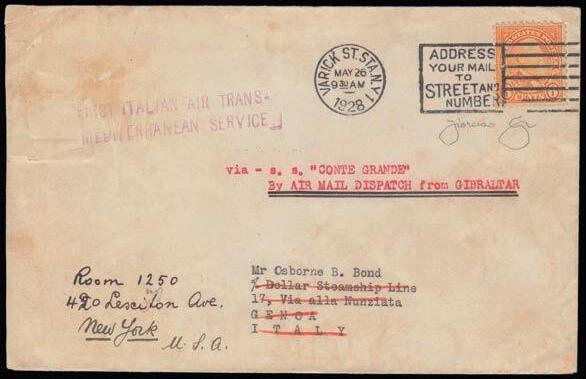 VARICK ST. STA. N.Y. 1
MAY 26
9 30 AM
1928
ADDRESS
YOUR MAIL
TO
STREET AND
NUMBER
FIRST ITALIAN AIR TRANS-
MEDITERRANEAN SERVICE
via - s. s. "CONTE GRANDE"
By AIR MAIL DISPATCH from GIBRALTAR
Mr Osborne B. Bond
% Dollar Steamship Line
17, Via alla Nunziata
GENOA
ITALY
Room 1250
420 Lexington Ave.
New York
U.S.A.